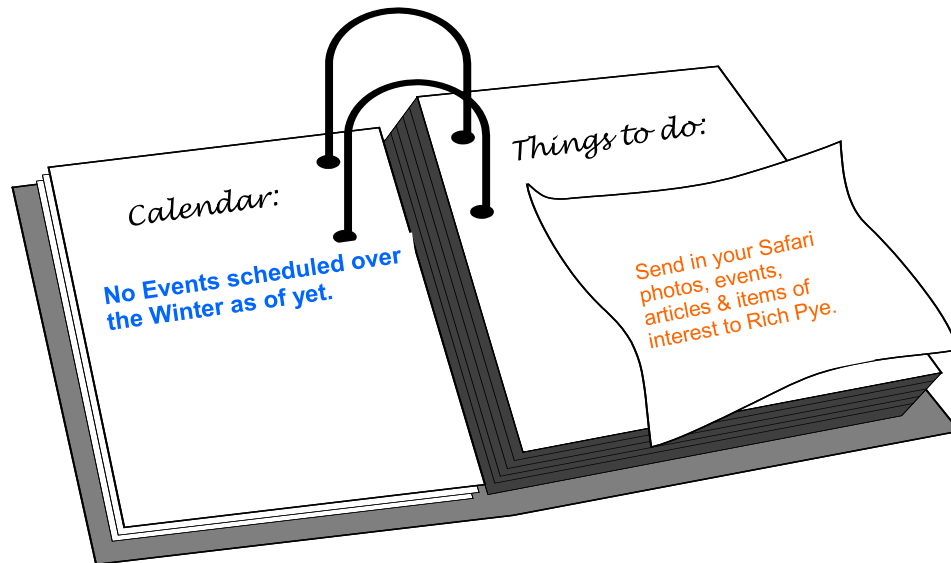 Calendar:
No Events scheduled over
the Winter as of yet.
Things to do:
Send in your Safari
photos, events,
articles & items of
interest to Rich Pye.